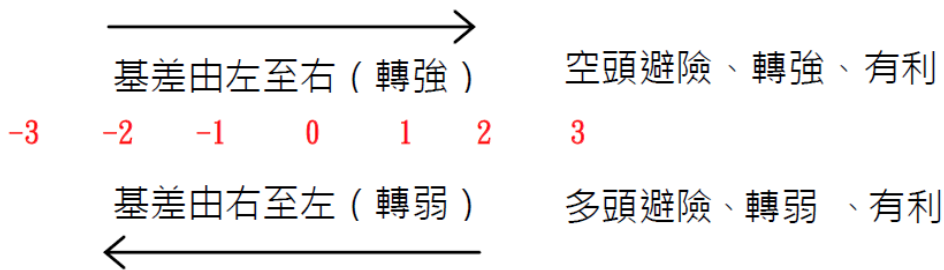 基差由左至右（轉強） 空頭避險、轉強、有利
-3 -2 -1 0 1 2 3
基差由右至左（轉弱） 多頭避險、轉弱 、有利